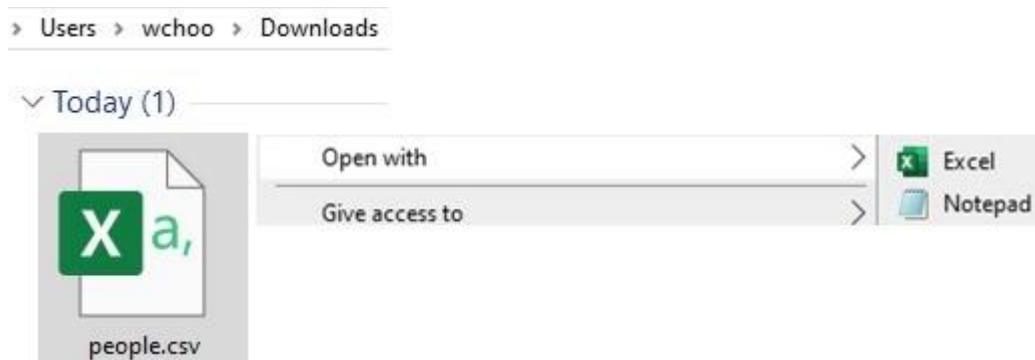 > Users > wchoo > Downloads
Today (1)
Open with
Excel
Give access to
Notepad
X a,
people.csv